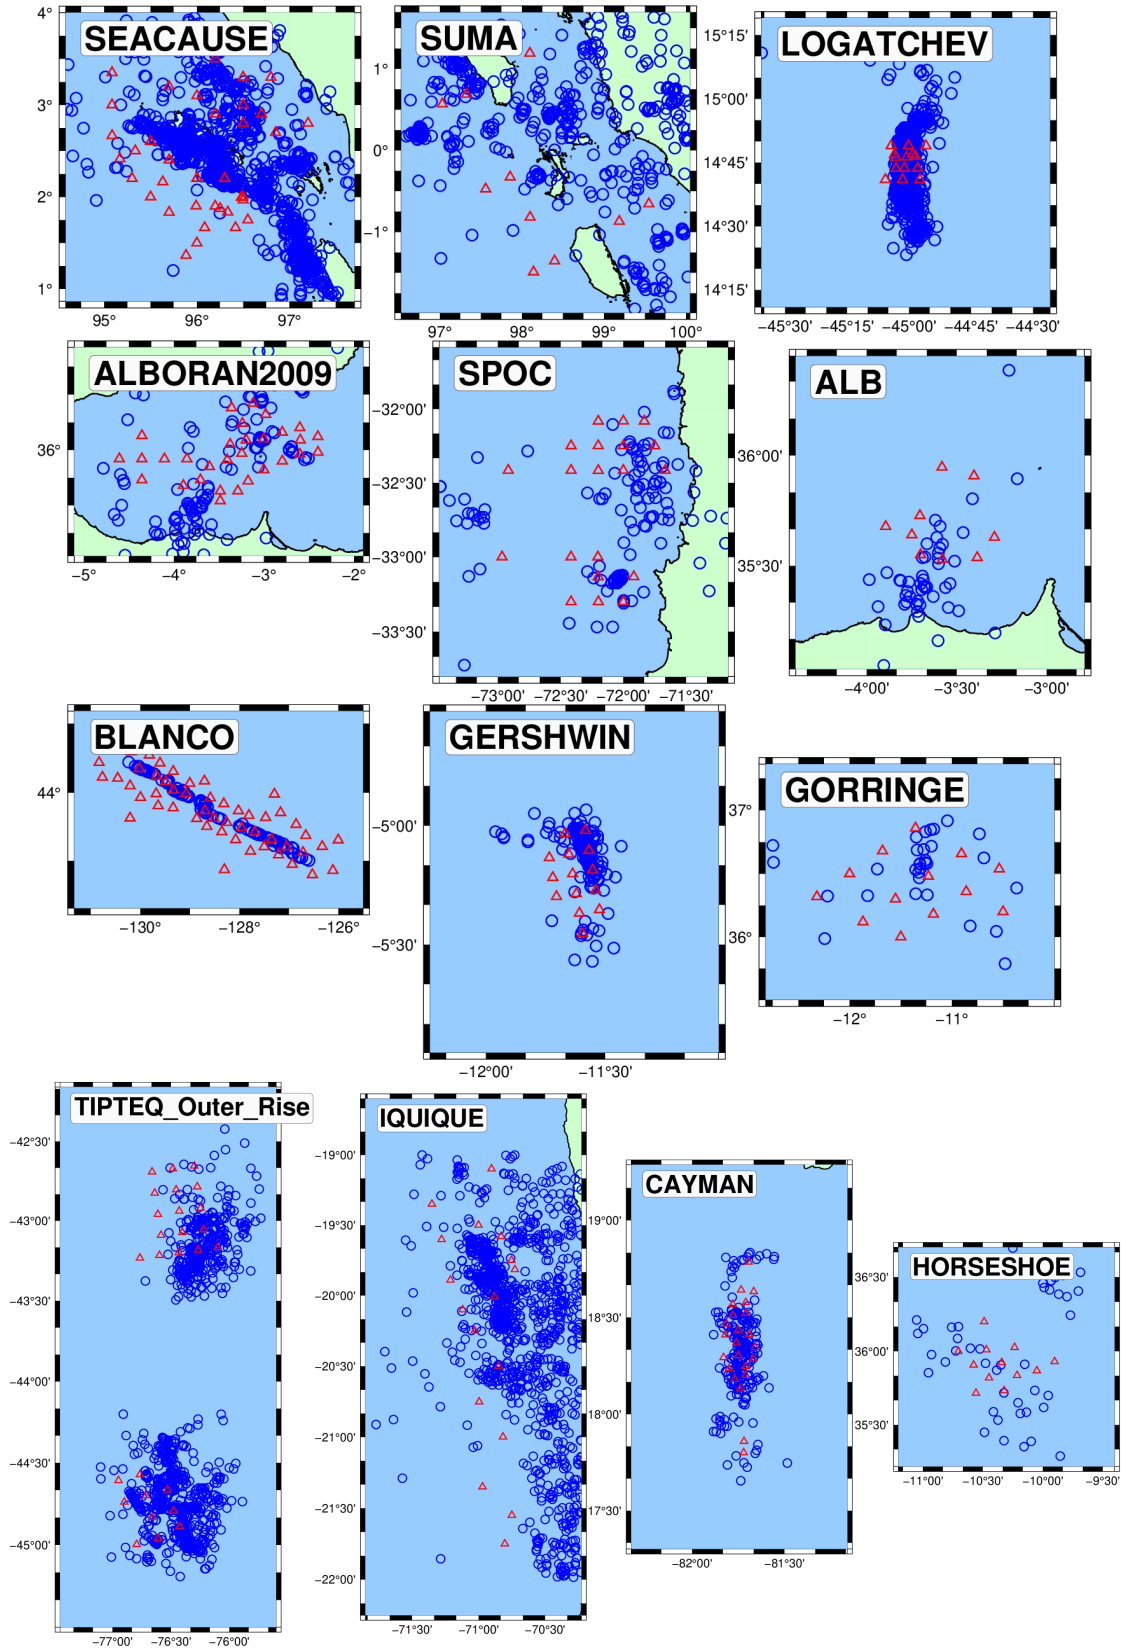 SEACAUSE
4°
3°
2°
1°
95° 96° 97°
SUMA
1°
0°
−1°
97° 98° 99° 100°
LOGATCHEV
15°15'
15°00'
14°45'
14°30'
14°15'
−45°30' −45°15' −45°00' −44°45' −44°30'
ALBORAN2009
36°
−5° −4° −3° −2°
SPOC
−32°00'
−32°30'
−33°00'
−33°30'
−73°00' −72°30' −72°00' −71°30'
ALB
36°00'
35°30'
−4°00' −3°30' −3°00'
BLANCO
44°
−130° −128° −126°
GERSHWIN
−5°00'
−5°30'
−12°00' −11°30'
GORRINGE
37°
36°
−12° −11°
TIPTEQ_Outer_Rise
−42°30'
−43°00'
−43°30'
−44°00'
−44°30'
−45°00'
−77°00' −76°30' −76°00'
IQUIQUE
−19°00'
−19°30'
−20°00'
−20°30'
−21°00'
−21°30'
−22°00'
−71°30' −71°00' −70°30'
CAYMAN
19°00'
18°30'
18°00'
17°30'
−82°00' −81°30'
HORSESHOE
36°30'
36°00'
35°30'
−11°00' −10°30' −10°00' −9°30'